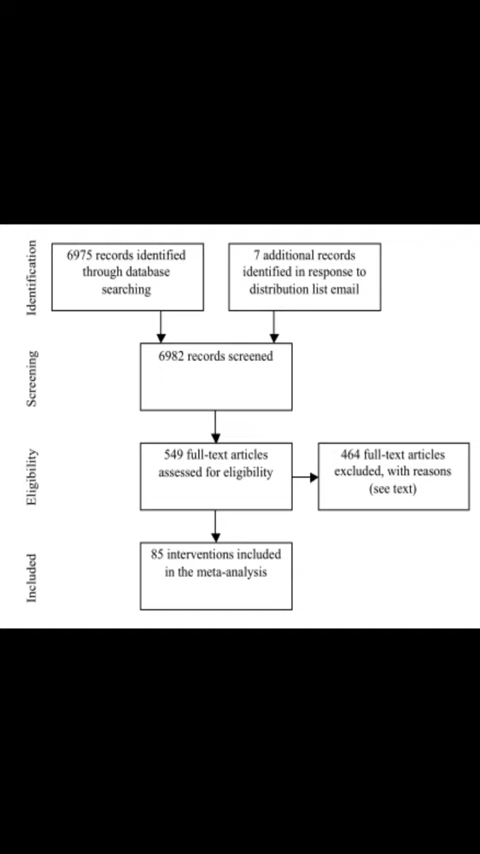 Identification
6975 records identified
through database
searching
7 additional records
identified in response to
distribution list email
Screening
6982 records screened
Eligibility
549 full-text articles
assessed for eligibility
464 full-text articles
excluded, with reasons
(see text)
Included
85 interventions included
in the meta-analysis